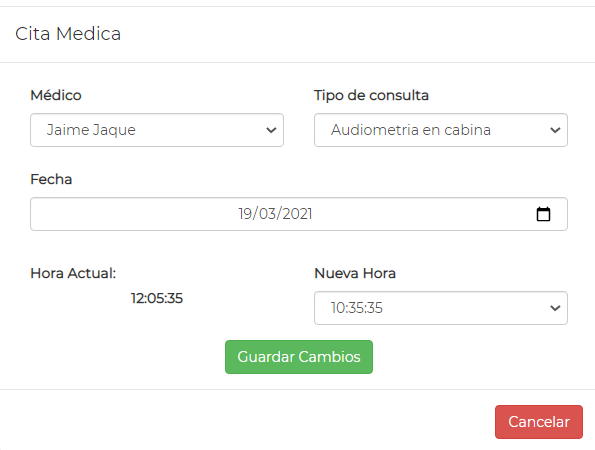 Cita Medica
Médico
Tipo de consulta
Jaime Jaque
Audiometria en cabina
Fecha
19/03/2021
Hora Actual:
Nueva Hora
12:05:35
10:35:35
Guardar Cambios
Cancelar